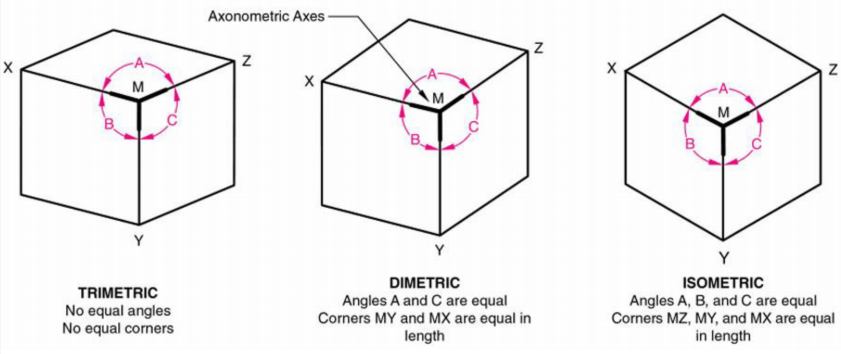 Axonometric Axes
X
A
Z
M
B
C
Y
TRIMETRIC
No equal angles
No equal corners
X
A
Z
M
B
C
Y
DIMETRIC
Angles A and C are equal
Corners MY and MX are equal in
length
X
A
Z
M
B
C
Y
ISOMETRIC
Angles A, B, and C are equal
Corners MZ, MY, and MX are equal
in length